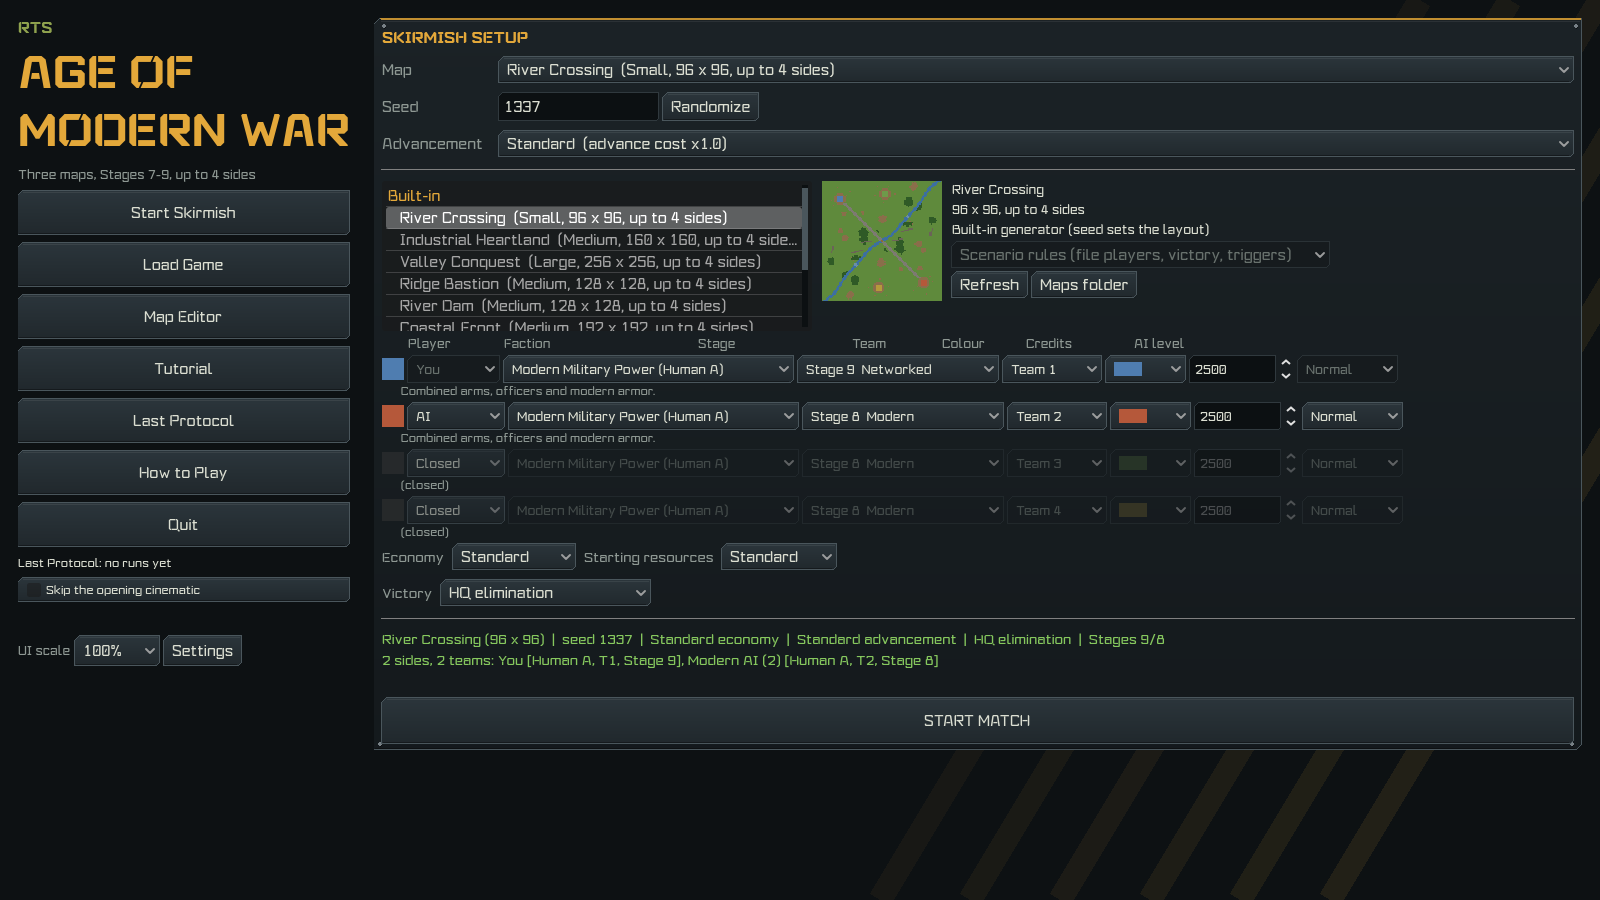 RTS
AGE OF
MODERN WAR
Three maps, Stages 7-9, up to 4 sides
Start Skirmish
Load Game
Map Editor
Tutorial
Last Protocol
How to Play
Quit
Last Protocol: no runs yet
Skip the opening cinematic
UI scale 100% Settings
SKIRMISH SETUP
Map River Crossing (Small, 96 x 96, up to 4 sides)
Seed 1337 Randomize
Advancement Standard (advance cost x1.0)
Built-in
River Crossing (Small, 96 x 96, up to 4 sides)
Industrial Heartland (Medium, 160 x 160, up to 4 side...
Valley Conquest (Large, 256 x 256, up to 4 sides)
Ridge Bastion (Medium, 128 x 128, up to 4 sides)
River Dam (Medium, 128 x 128, up to 4 sides)
Coastal Front (Medium, 192 x 192, up to 4 sides)
River Crossing
96 x 96, up to 4 sides
Built-in generator (seed sets the layout)
Scenario rules (file players, victory, triggers)
Refresh Maps folder
Player Faction Stage Team Colour Credits AI level
You Modern Military Power (Human A) Stage 9 Networked Team 1 2500 Normal
Combined arms, officers and modern armor.
AI Modern Military Power (Human A) Stage 8 Modern Team 2 2500 Normal
Combined arms, officers and modern armor.
Closed Modern Military Power (Human A) Stage 8 Modern Team 3 2500 Normal
(closed)
Closed Modern Military Power (Human A) Stage 8 Modern Team 4 2500 Normal
(closed)
Economy Standard Starting resources Standard
Victory HQ elimination
River Crossing (96 x 96) | seed 1337 | Standard economy | Standard advancement | HQ elimination | Stages 9/8
2 sides, 2 teams: You [Human A, T1, Stage 9], Modern AI (2) [Human A, T2, Stage 8]
START MATCH